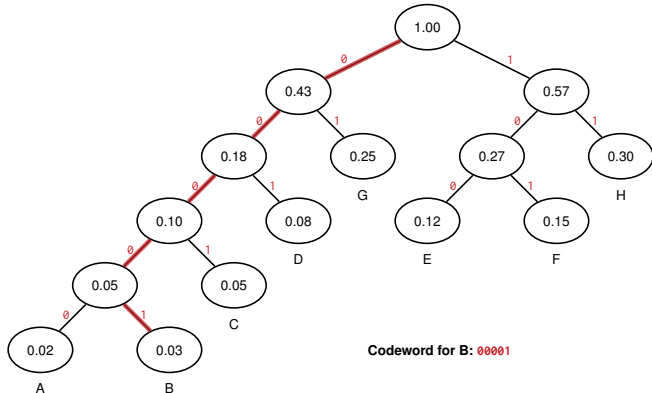 1.00
0 1
0.43 0.57
0 1 0 1
0.18 0.25 0.27 0.30
G H
0 1 0 1
0.10 0.08 0.12 0.15
D E F
0 1
0.05 0.05
C
0 1
0.02 0.03
A B
Codeword for B: 00001